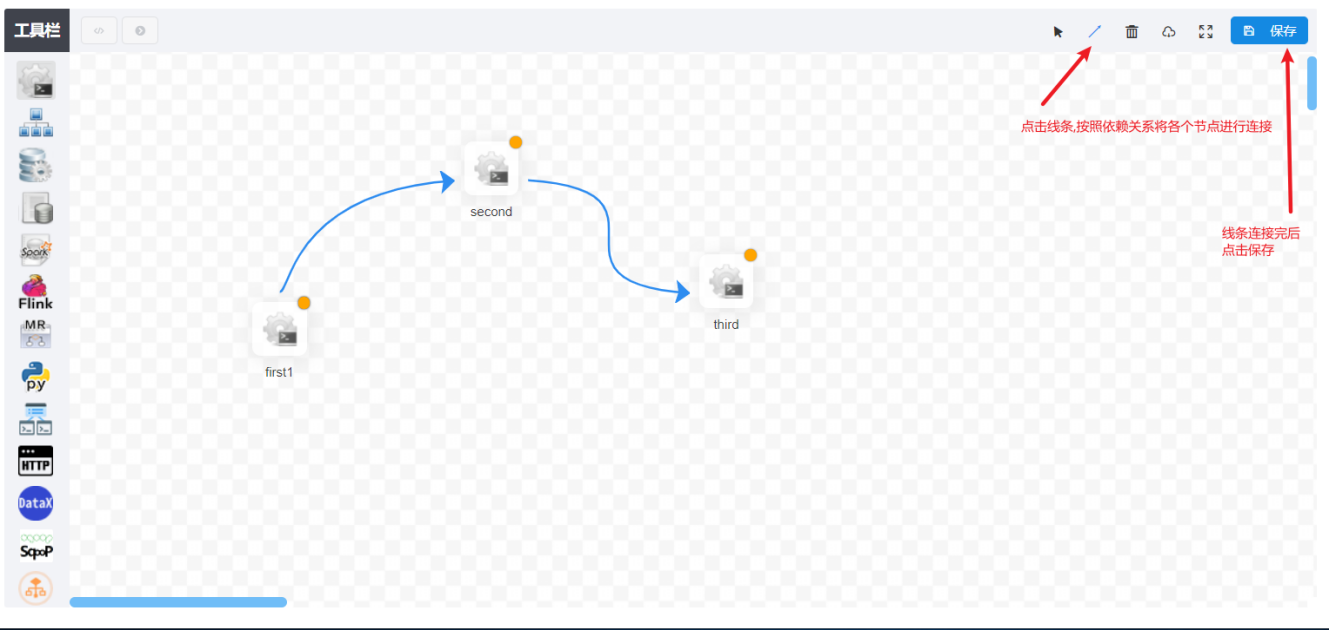 工具栏
保存
点击线条,按照依赖关系将各个节点进行连接
second
线条连接完后
点击保存
Spark
Flink
third
MR
first1
py
HTTP
DataX
SqooP